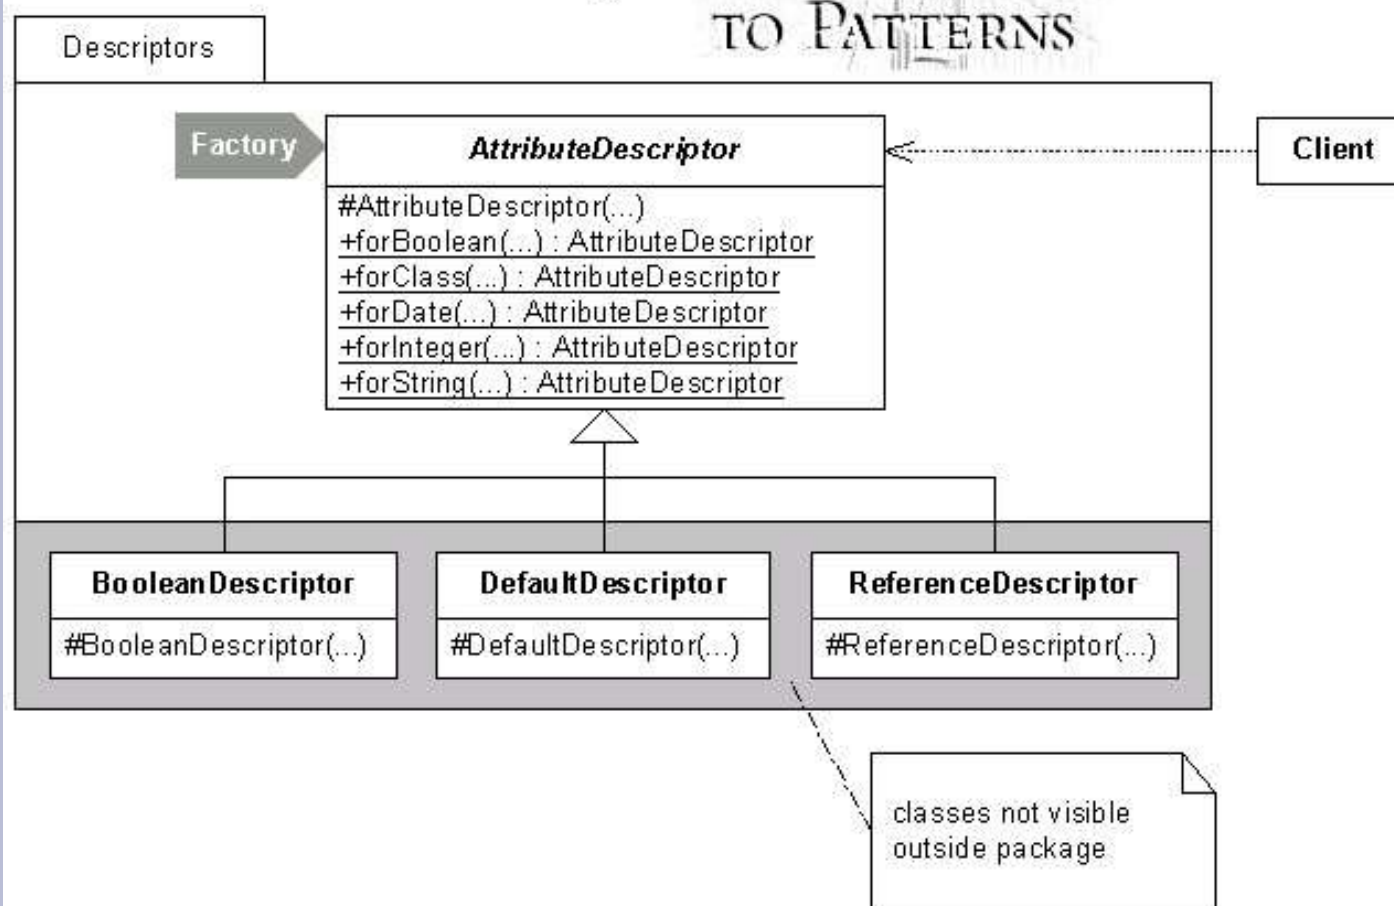 TO PATTERNS
Descriptors
Factory
AttributeDescriptor
Client
#AttributeDescriptor(...)
+forBoolean(...) : AttributeDescriptor
+forClass(...) : AttributeDescriptor
+forDate(...) : AttributeDescriptor
+forInteger(...) : AttributeDescriptor
+forString(...) : AttributeDescriptor
BooleanDescriptor
#BooleanDescriptor(...)
DefaultDescriptor
#DefaultDescriptor(...)
ReferenceDescriptor
#ReferenceDescriptor(...)
classes not visible
outside package